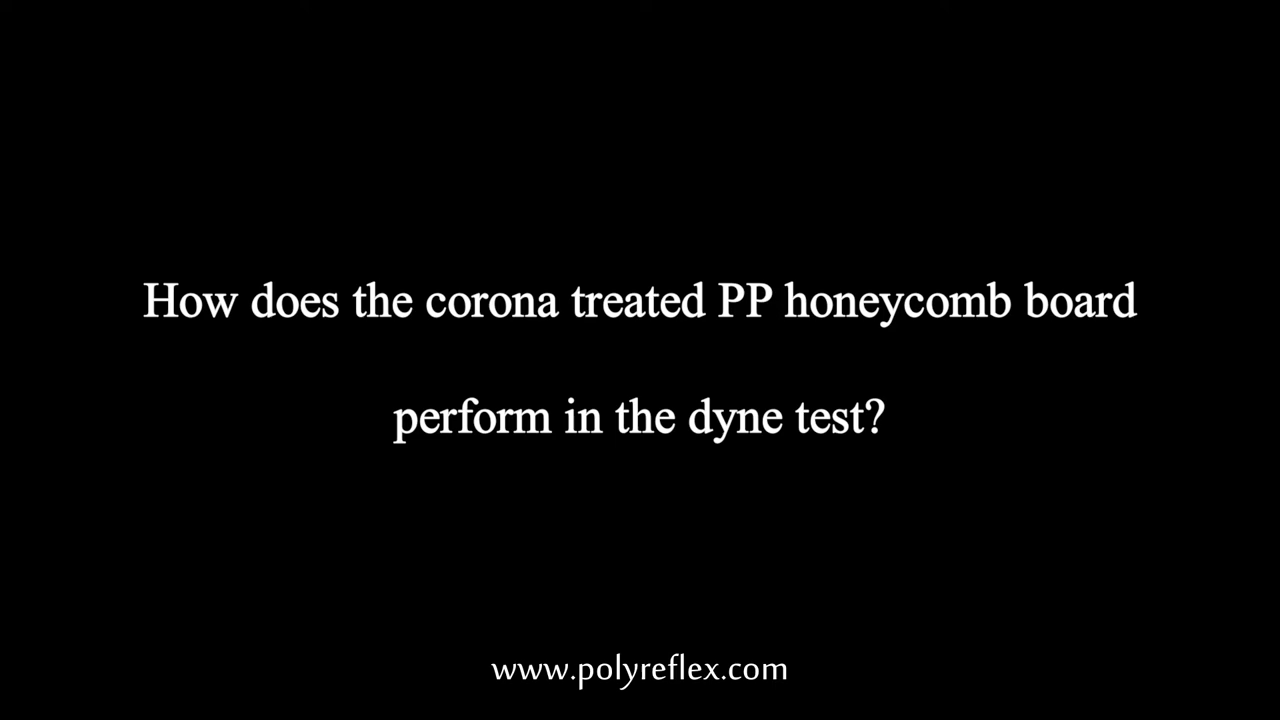 How does the corona treated PP honeycomb board
perform in the dyne test?
www.polyreflex.com